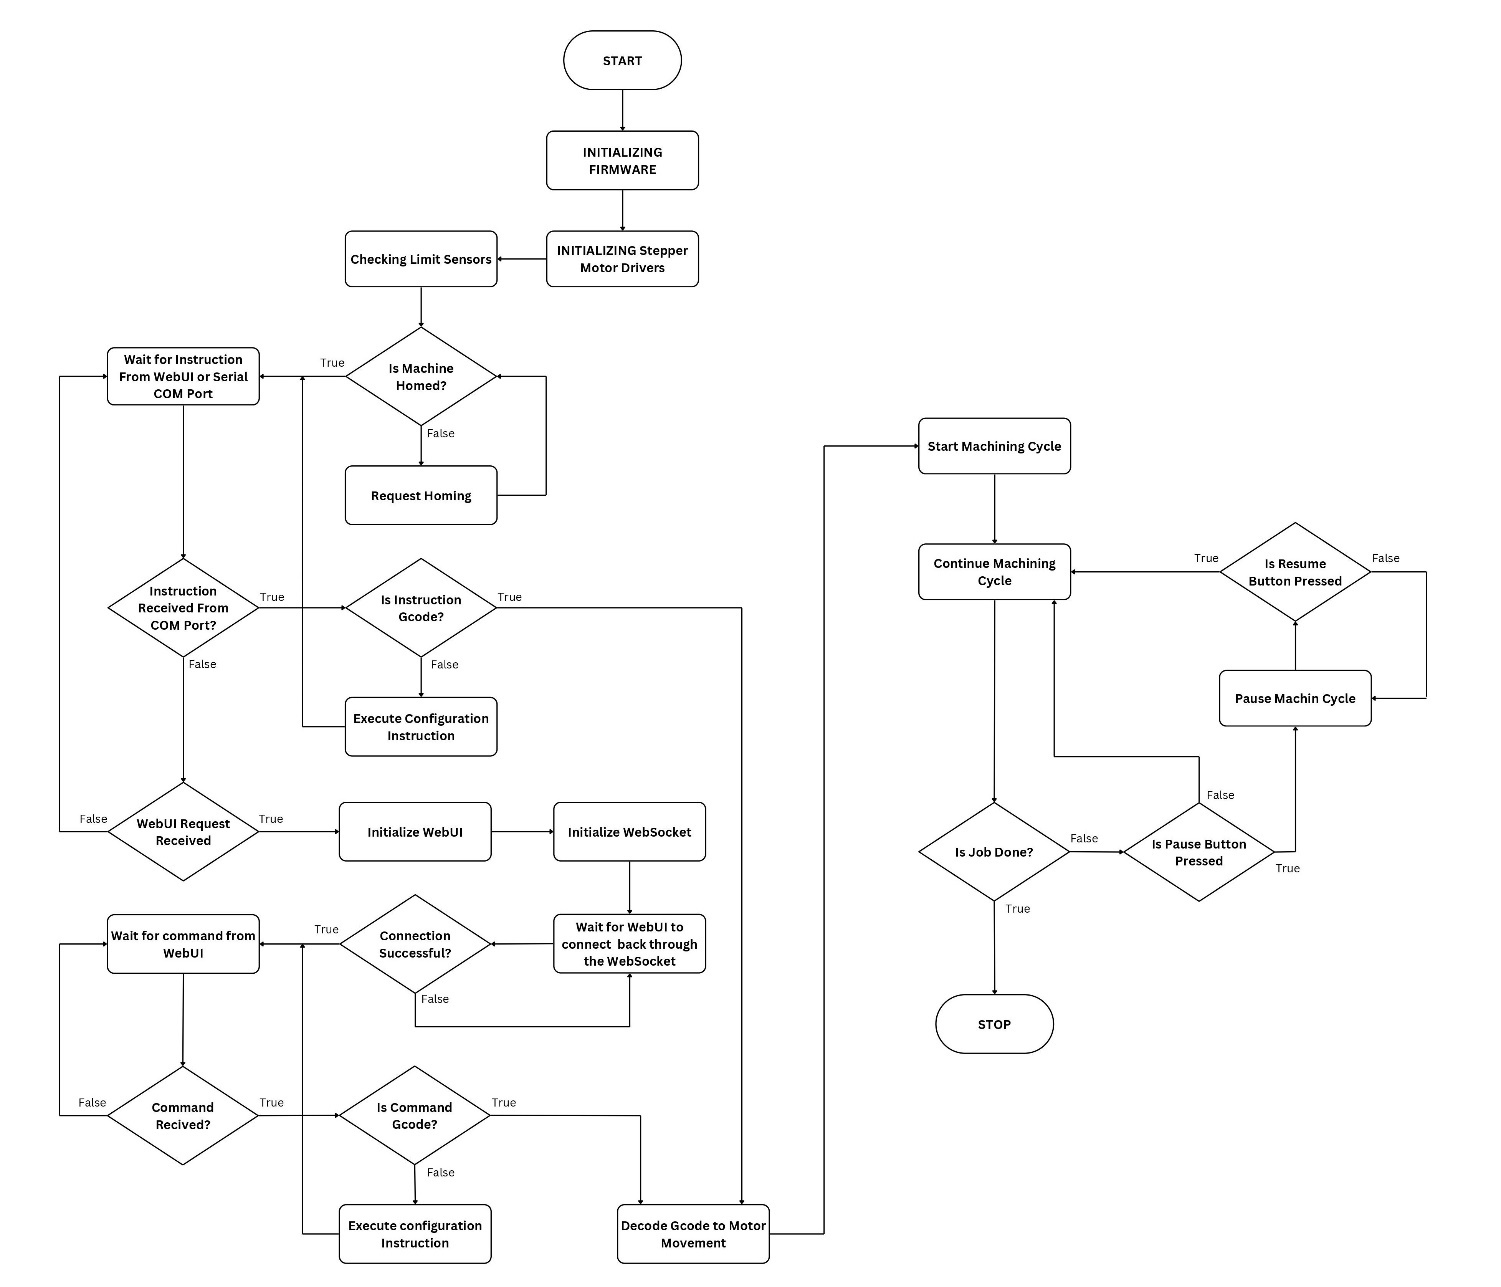 START
INITIALIZING
FIRMWARE
INITIALIZING Stepper
Motor Drivers
Checking Limit Sensors
Is Machine
Homed?
True
False
Wait for Instruction
From WebUI or Serial
COM Port
Request Homing
Instruction
Received From
COM Port?
True
False
Is Instruction
Gcode?
True
False
Execute Configuration
Instruction
WebUI Request
Received
False
True
Initialize WebUI
Initialize WebSocket
Wait for WebUI to
connect back through
the WebSocket
Connection
Successful?
True
False
Wait for command from
WebUI
Command
Recived?
False
True
Is Command
Gcode?
True
False
Execute configuration
Instruction
Decode Gcode to Motor
Movement
Start Machining Cycle
Continue Machining
Cycle
Is Resume
Button Pressed
True
False
Pause Machin Cycle
Is Job Done?
False
True
Is Pause Button
Pressed
False
True
STOP